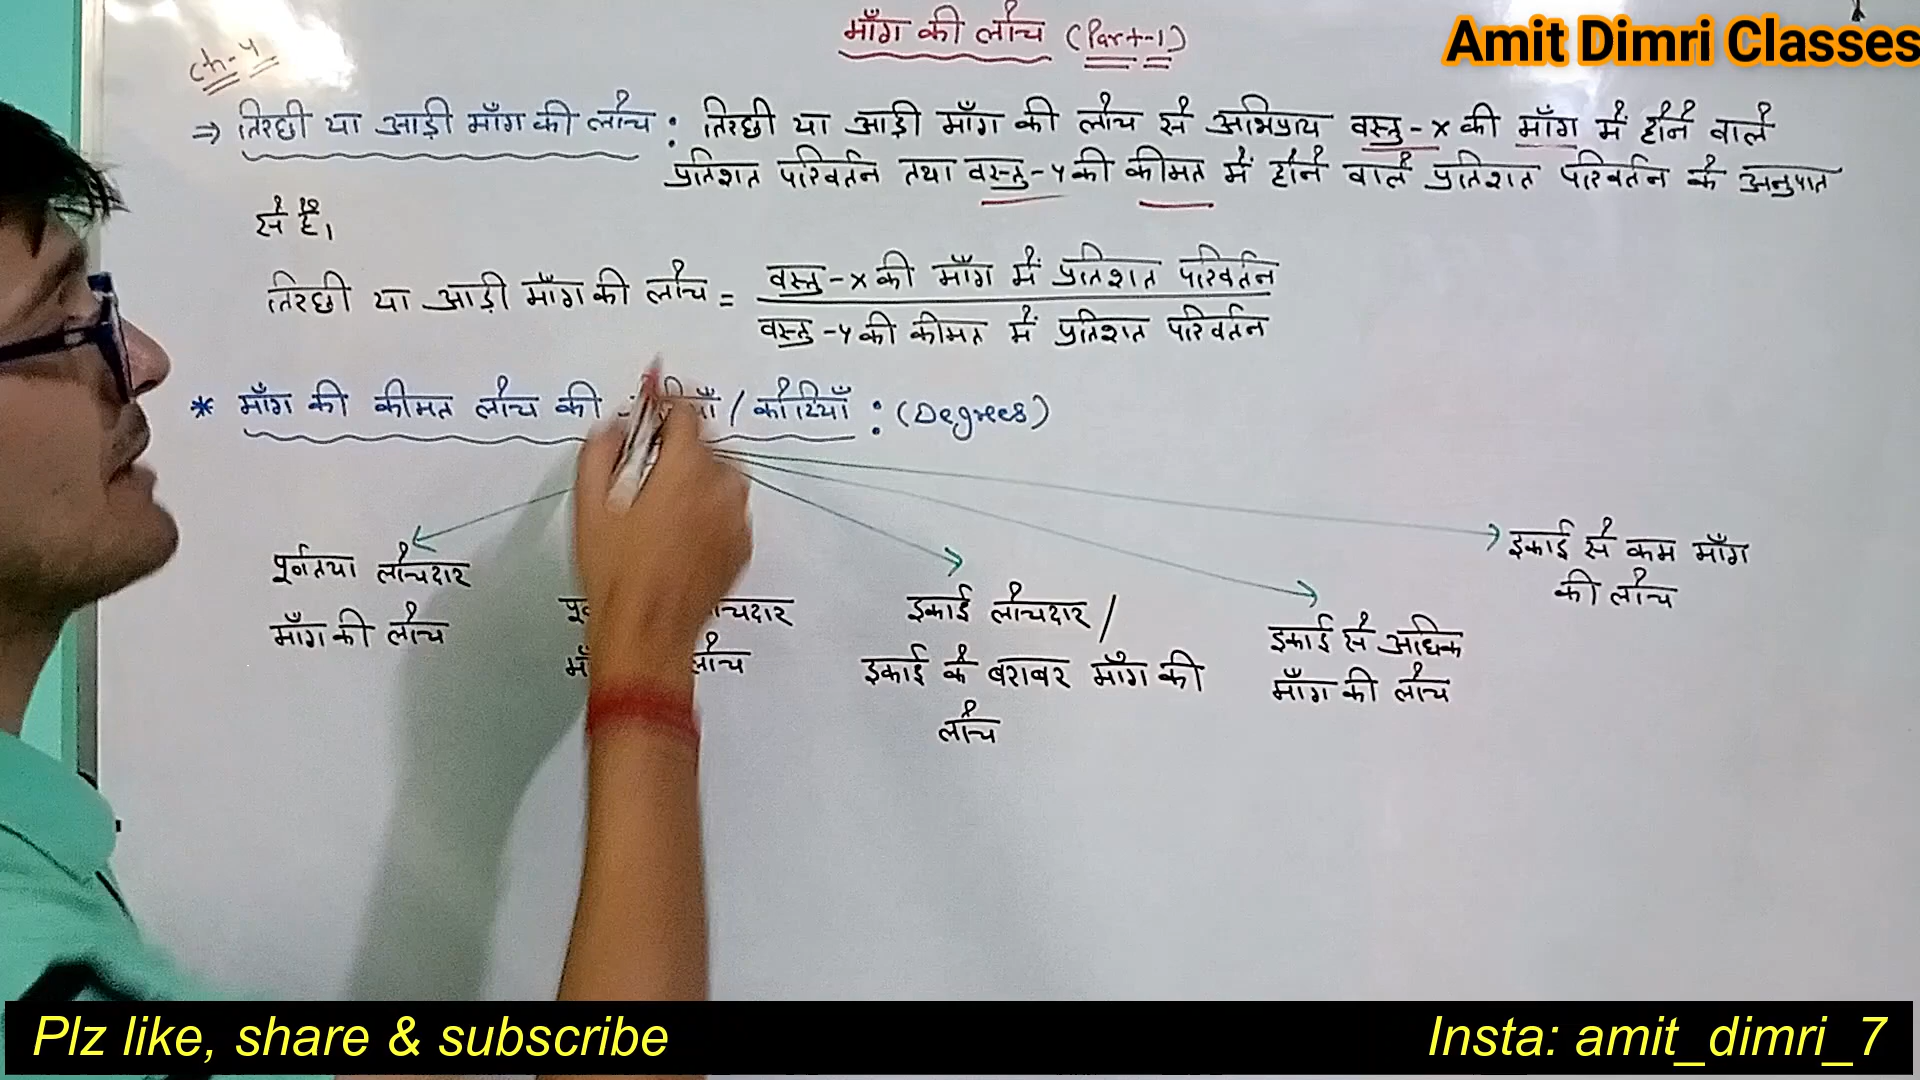 माँग की लोच (Part-1)
Amit Dimri Classes
ch-4
⇒ तिरछी या आड़ी माँग की लोच : तिरछी या आड़ी माँग की लोच से अभिप्राय वस्तु-x की माँग में होने वाले
प्रतिशत परिवर्तन तथा वस्तु-y की कीमत में होने वाले प्रतिशत परिवर्तन के अनुपात
से है।
तिरछी या आड़ी माँग की लोच = वस्तु-x की माँग में प्रतिशत परिवर्तन
वस्तु-y की कीमत में प्रतिशत परिवर्तन
* माँग की कीमत लोच की / कोटियाँ : (Degrees)
पूर्णतया लोचदार
माँग की लोच
लोच
इकाई लोचदार /
इकाई के बराबर माँग की
लोच
इकाई से अधिक
माँग की लोच
इकाई से कम माँग
की लोच
Plz like, share & subscribe
Insta: amit_dimri_7